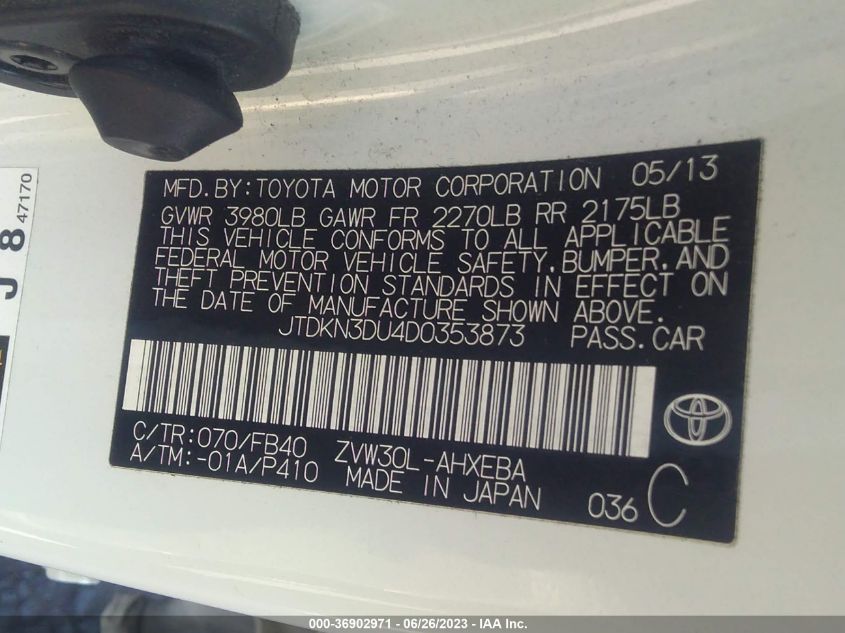 MFD.BY:TOYOTA MOTOR CORPORATION 05/13
GVWR 3980LB GAWR FR 2270LB RR 2175LB
THIS VEHICLE CONFORMS TO ALL APPLICABLE
FEDERAL MOTOR VEHICLE SAFETY,BUMPER,AND
THEFT PREVENTION STANDARDS IN EFFECT ON
THE DATE OF MANUFACTURE SHOWN ABOVE.
JTDKN3DU4D0353873 PASS.CAR
C/TR:070/FB40 ZVW30L-AHXEBA
A/TM:-01A/P410 MADE IN JAPAN
036 C
J 8 47170
000-36902971 - 06/26/2023 - IAA Inc.